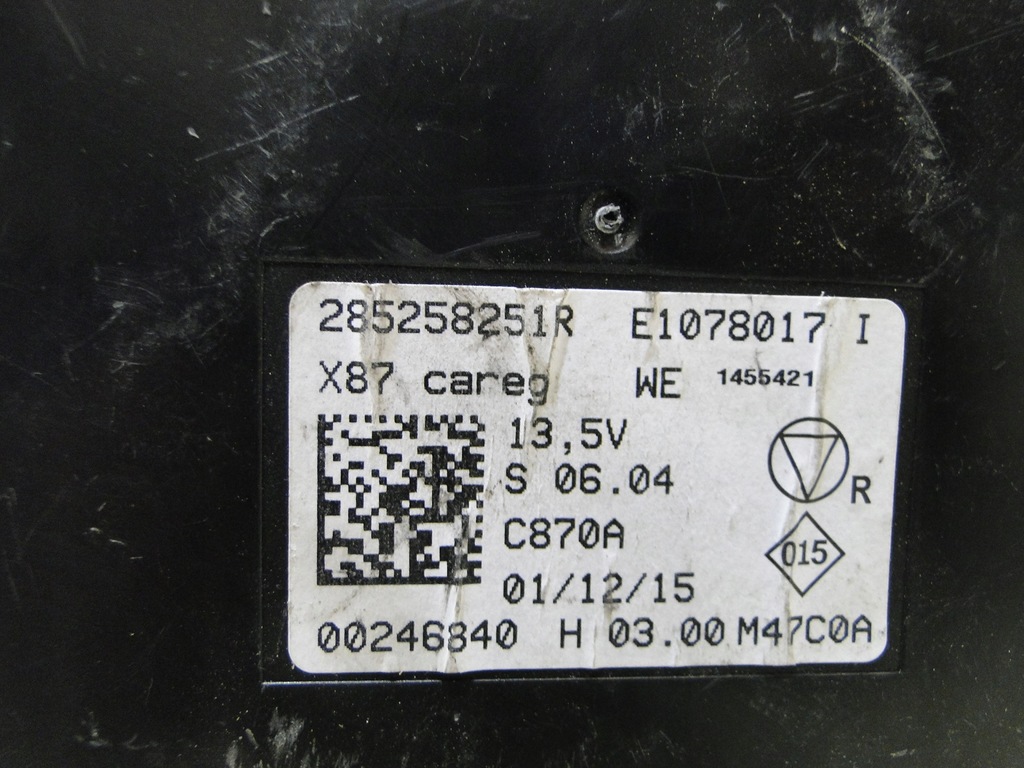 285258251R E1078017 I
X87 careg WE 1455421
13,5V
S 06.04
R
C870A
015
01/12/15
00246840 H 03.00 M47C0A